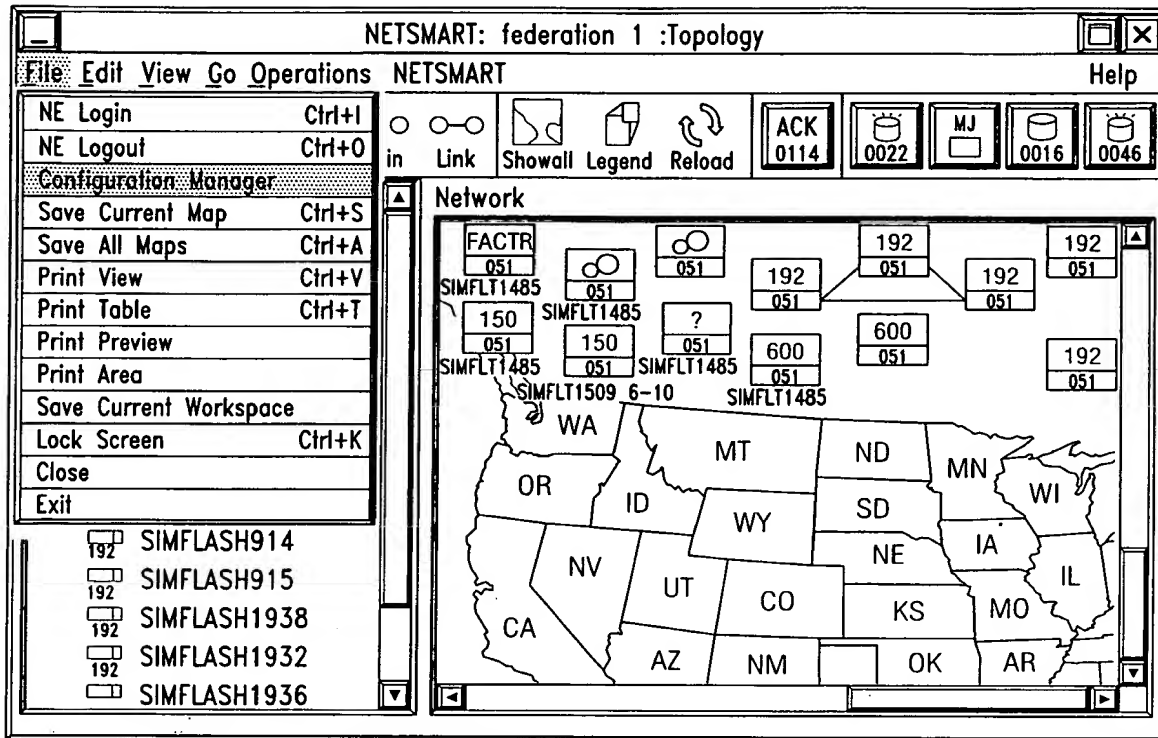 NETSMART: federation 1 :Topology
File Edit View Go Operations NETSMART Help
NE Login Ctrl+I
NE Logout Ctrl+O
Configuration Manager
Save Current Map Ctrl+S
Save All Maps Ctrl+A
Print View Ctrl+V
Print Table Ctrl+T
Print Preview
Print Area
Save Current Workspace
Lock Screen Ctrl+K
Close
Exit
in Link Showall Legend Reload
ACK
0114
0022
MJ
0016
0046
192 SIMFLASH914
192 SIMFLASH915
192 SIMFLASH1938
192 SIMFLASH1932
SIMFLASH1936
Network
FACTR
051
SIMFLT1485
051
SIMFLT1485
051
192
051
192
051
192
051
192
051
150
051
SIMFLT1485
150
051
SIMFLT1509 6-10
?
051
SIMFLT1485
600
051
SIMFLT1485
600
051
192
051
WA
MT
ND
MN
WI
OR
ID
WY
SD
IA
NE
IL
NV
UT
CO
KS
MO
CA
AZ
NM
OK
AR